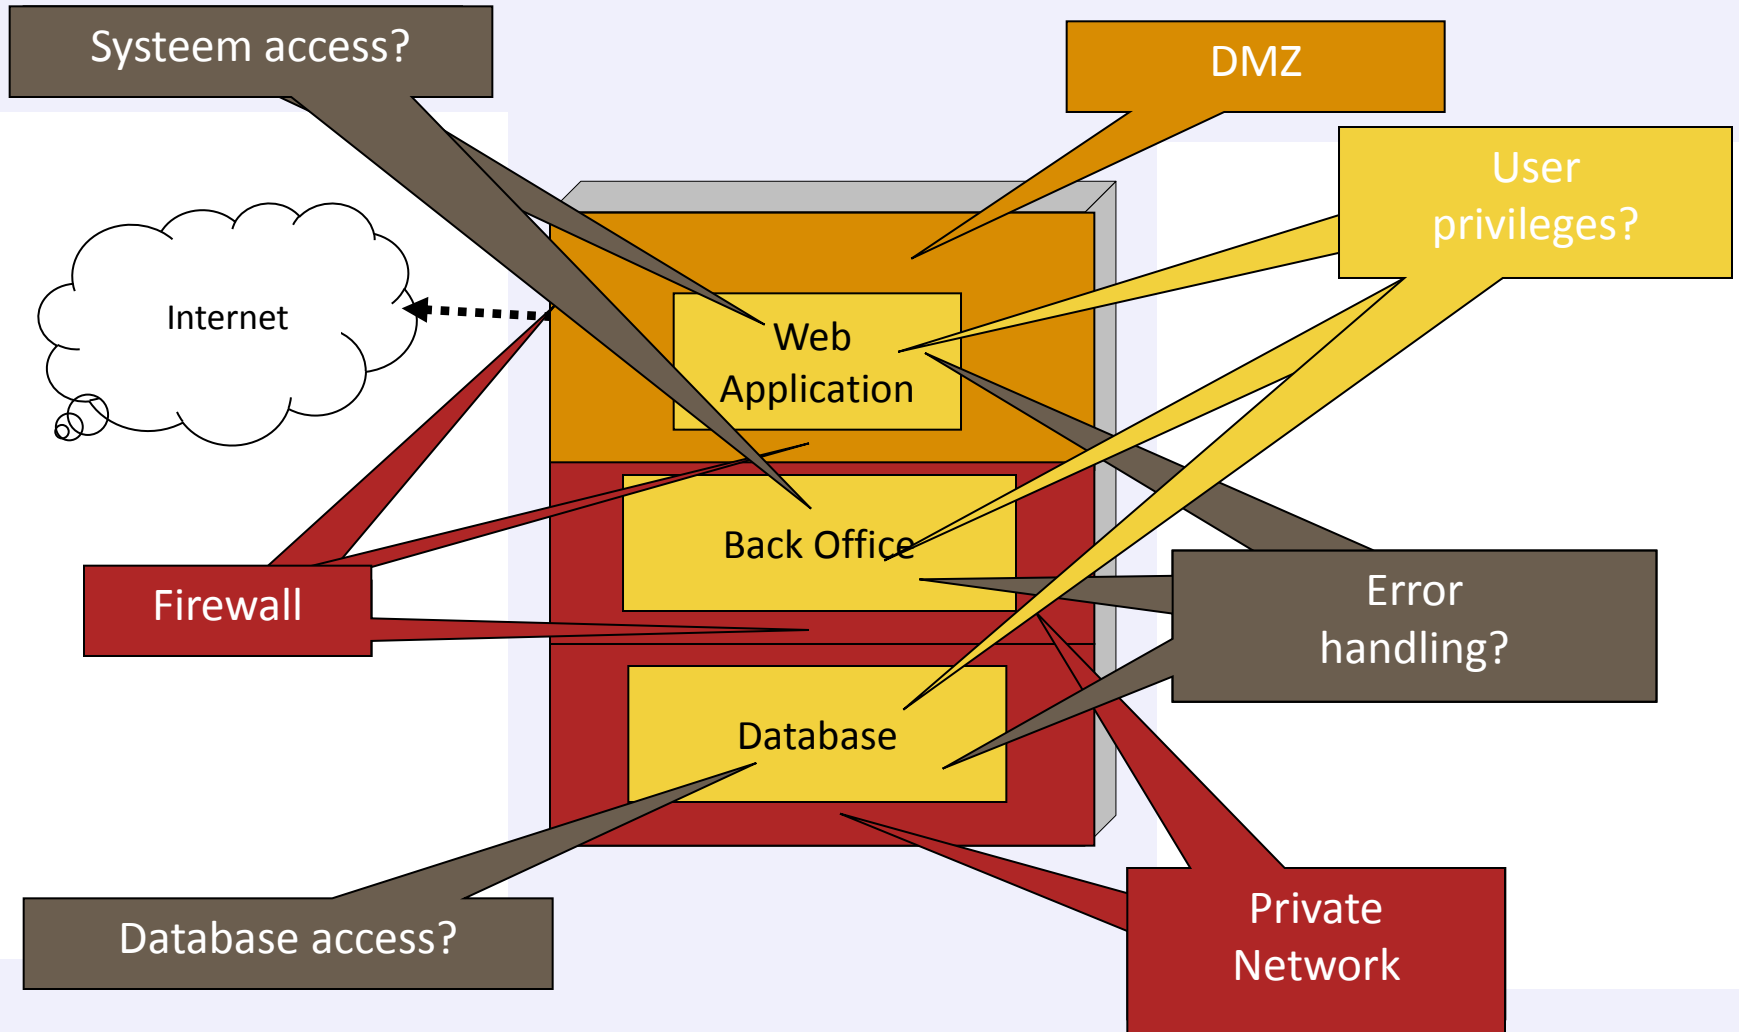 Systeem access?
DMZ
User
privileges?
Internet
Web
Application
Back Office
Firewall
Error
handling?
Database
Database access?
Private
Network